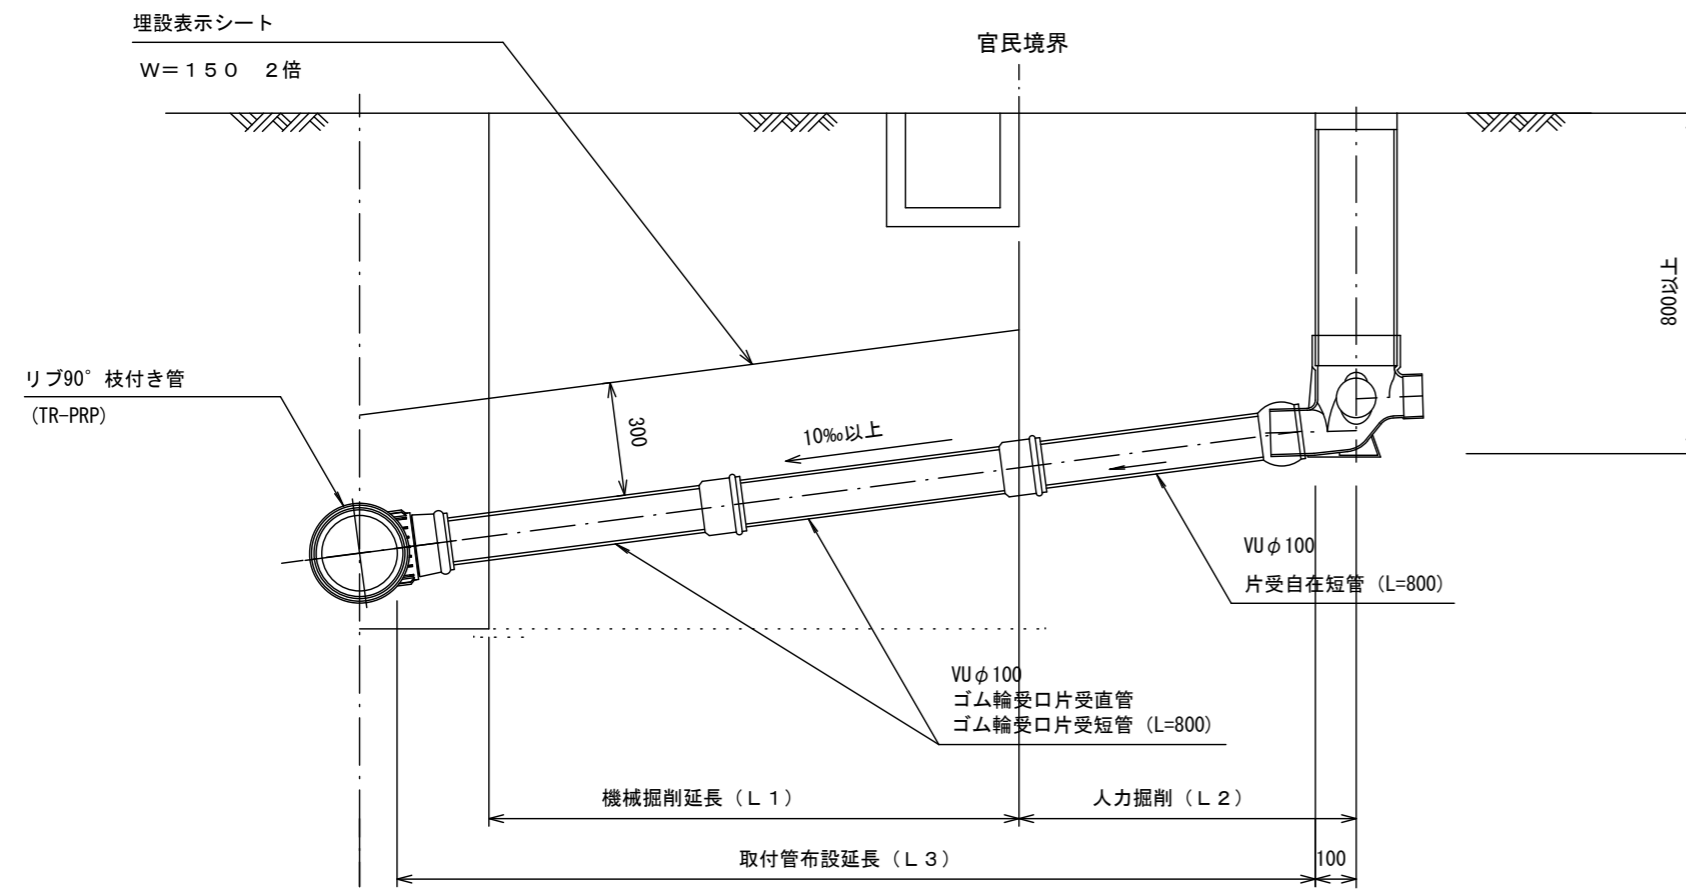 埋設表示シート
W=150 2倍
官民境界
800以上
リブ90°枝付き管
(TR-PRP)
300
10‰以上
VUφ100
片受自在短管 (L=800)
VUφ100
ゴム輪受口片受直管
ゴム輪受口片受短管 (L=800)
機械掘削延長(L1)
人力掘削(L2)
取付管布設延長(L3)
100